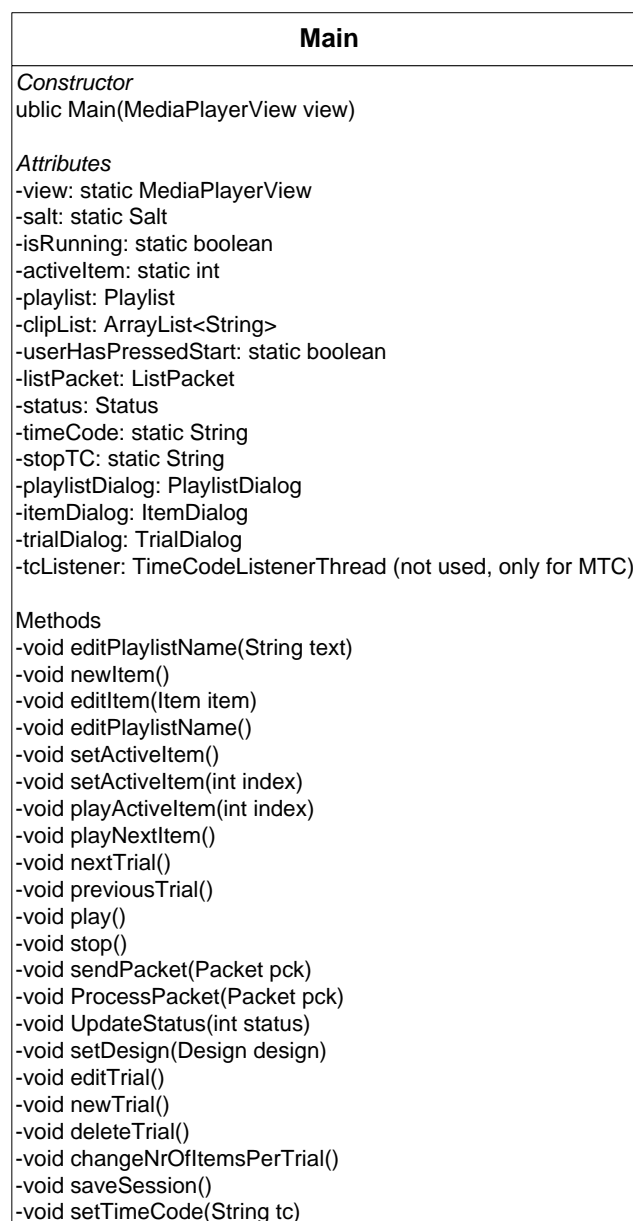 Main
Constructor
ublic Main(MediaPlayerView view)
Attributes
-view: static MediaPlayerView
-salt: static Salt
-isRunning: static boolean
-activeItem: static int
-playlist: Playlist
-clipList: ArrayList<String>
-userHasPressedStart: static boolean
-listPacket: ListPacket
-status: Status
-timeCode: static String
-stopTC: static String
-playlistDialog: PlaylistDialog
-itemDialog: ItemDialog
-trialDialog: TrialDialog
-tcListener: TimeCodeListenerThread (not used, only for MTC)
Methods
-void editPlaylistName(String text)
-void newItem()
-void editItem(Item item)
-void editPlaylistName()
-void setActiveItem()
-void setActiveItem(int index)
-void playActiveItem(int index)
-void playNextItem()
-void nextTrial()
-void previousTrial()
-void play()
-void stop()
-void sendPacket(Packet pck)
-void ProcessPacket(Packet pck)
-void UpdateStatus(int status)
-void setDesign(Design design)
-void editTrial()
-void newTrial()
-void deleteTrial()
-void changeNrOfItemsPerTrial()
-void saveSession()
-void setTimeCode(String tc)